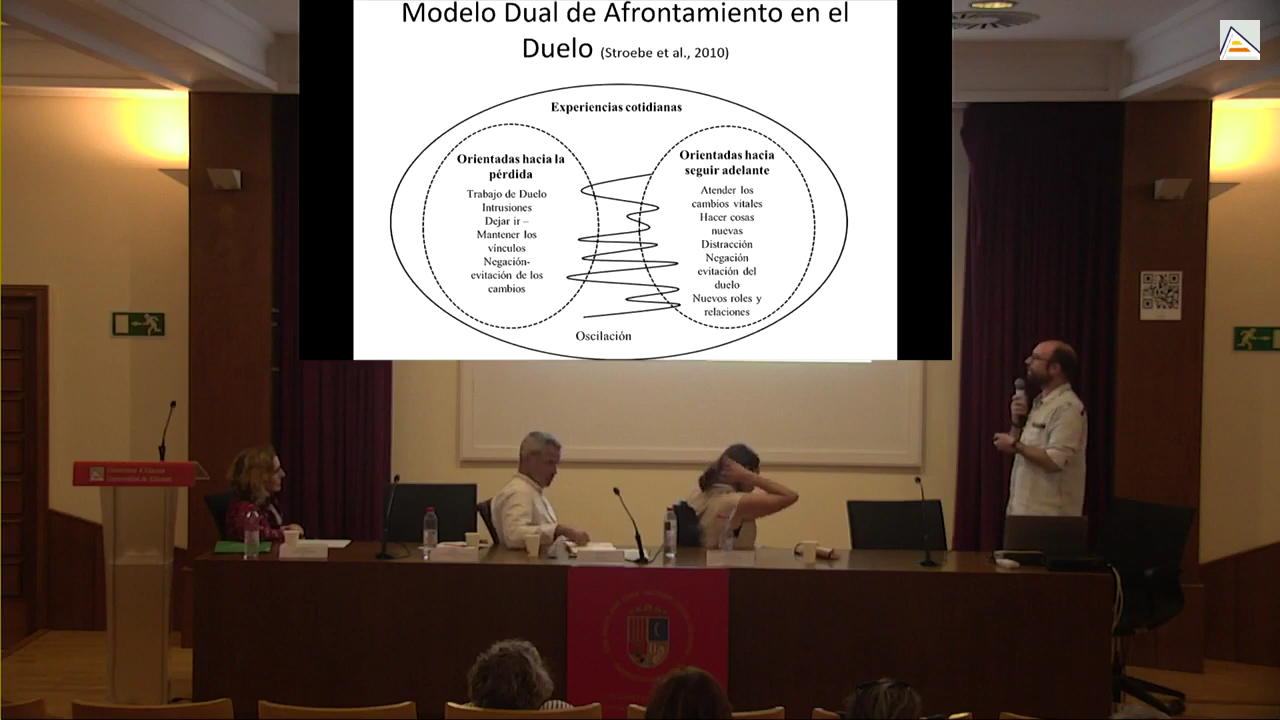 Modelo Dual de Afrontamiento en el
Duelo (Stroebe et al., 2010)
Experiencias cotidianas
Orientadas hacia la
pérdida
Trabajo de Duelo
Intrusiones
Dejar ir –
Mantener los
vínculos
Negación-
evitación de los
cambios
Orientadas hacia
seguir adelante
Atender los
cambios vitales
Hacer cosas
nuevas
Distracción
Negación
evitación del
duelo
Nuevos roles y
relaciones
Oscilación